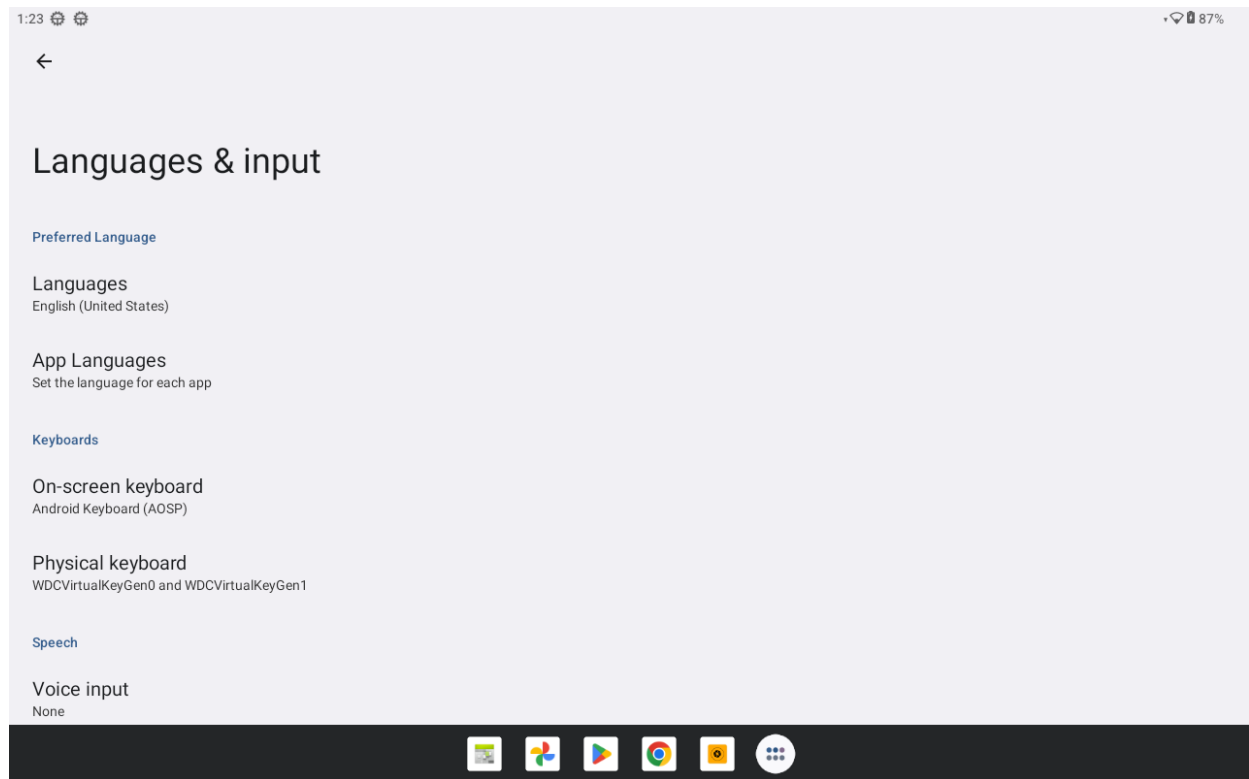 1:23
87%
Languages & input
Preferred Language
Languages
English (United States)
App Languages
Set the language for each app
Keyboards
On-screen keyboard
Android Keyboard (AOSP)
Physical keyboard
WDCVirtualKeyGen0 and WDCVirtualKeyGen1
Speech
Voice input
None